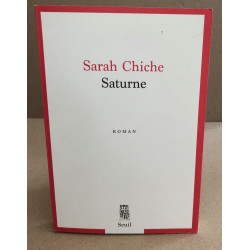 Sarah Chiche
Saturne
ROMAN
Seuil